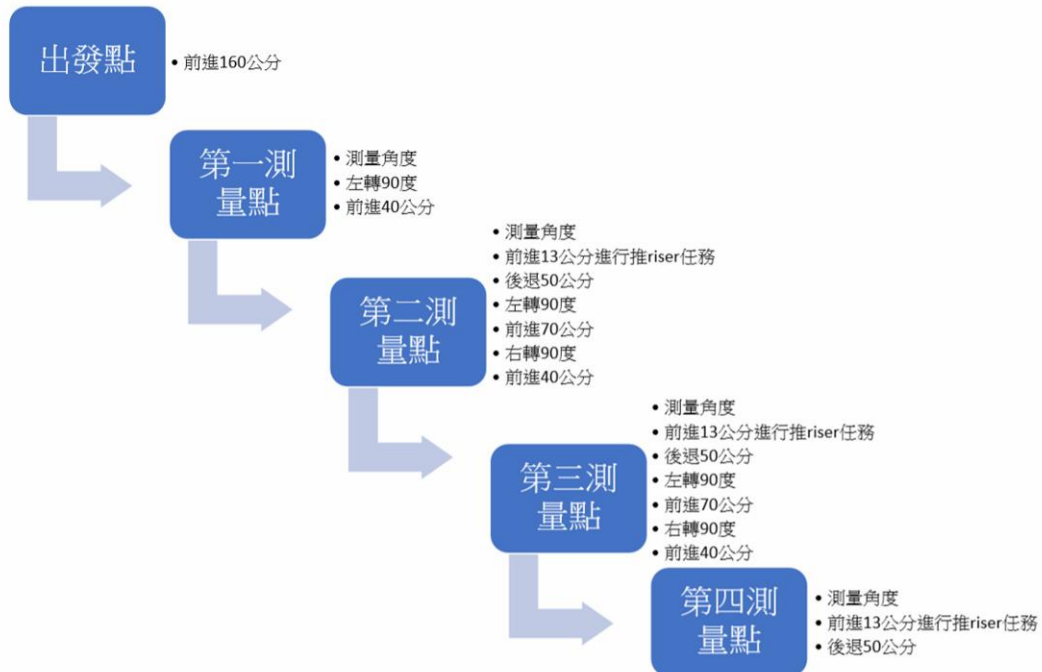 出發點
• 前進160公分
第一測
量點
• 測量角度
• 左轉90度
• 前進40公分
第二測
量點
• 測量角度
• 前進13公分進行推riser任務
• 後退50公分
• 左轉90度
• 前進70公分
• 右轉90度
• 前進40公分
第三測
量點
• 測量角度
• 前進13公分進行推riser任務
• 後退50公分
• 左轉90度
• 前進70公分
• 右轉90度
• 前進40公分
第四測
量點
• 測量角度
• 前進13公分進行推riser任務
• 後退50公分